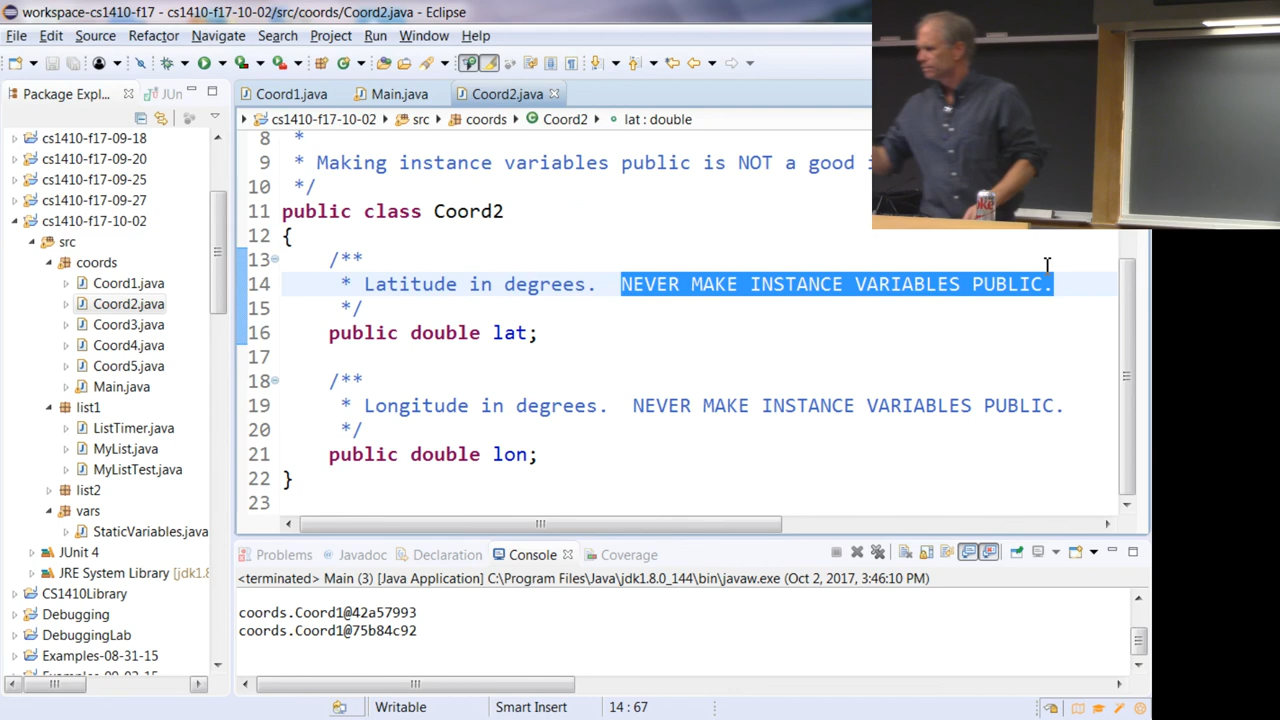 workspace-cs1410-f17 - cs1410-f17-10-02/src/coords/Coord2.java - Eclipse
File Edit Source Refactor Navigate Search Project Run Window Help
Package Expl...
JUn
cs1410-f17-09-18
cs1410-f17-09-20
cs1410-f17-09-25
cs1410-f17-09-27
cs1410-f17-10-02
src
coords
Coord1.java
Coord2.java
Coord3.java
Coord4.java
Coord5.java
Main.java
list1
ListTimer.java
MyList.java
MyListTest.java
list2
vars
StaticVariables.java
JUnit 4
JRE System Library [jdk1.8
CS1410Library
Debugging
DebuggingLab
Examples-08-31-15
Coord1.java Main.java Coord2.java
cs1410-f17-10-02 src coords Coord2 lat : double
8 *
9 * Making instance variables public is NOT a good
10 */
11 public class Coord2
12 {
13 /**
14 * Latitude in degrees. NEVER MAKE INSTANCE VARIABLES PUBLIC.
15 */
16 public double lat;
17
18 /**
19 * Longitude in degrees. NEVER MAKE INSTANCE VARIABLES PUBLIC.
20 */
21 public double lon;
22 }
23
Problems Javadoc Declaration Console Coverage
<terminated> Main (3) [Java Application] C:\Program Files\Java\jdk1.8.0_144\bin\javaw.exe (Oct 2, 2017, 3:46:10 PM)
coords.Coord1@42a57993
coords.Coord1@75b84c92
Writable Smart Insert 14 : 67